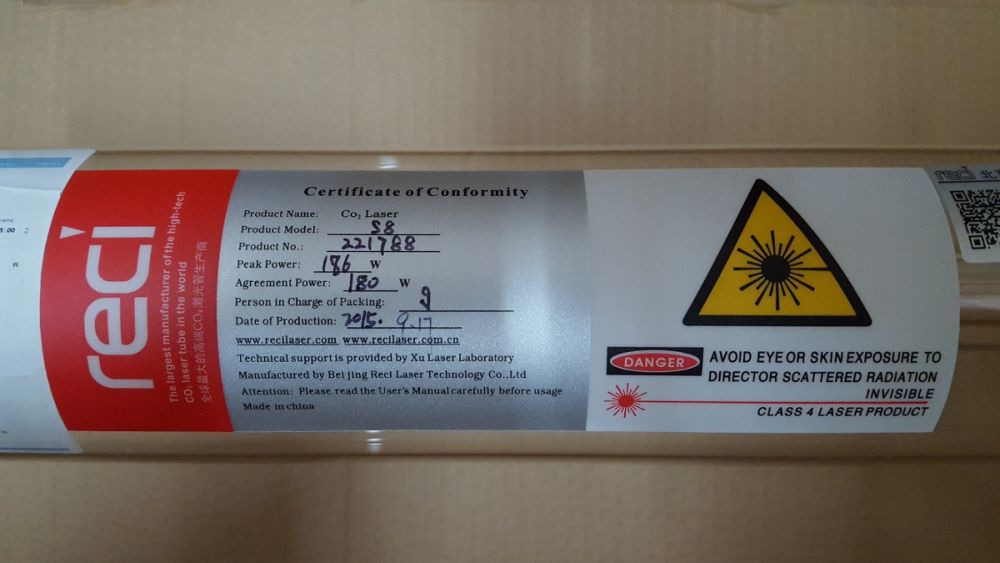 reci
The largest manufacturer of the high-tech
CO₂ laser tube in the world
全球最大的高端CO₂激光管生产商
Certificate of Conformity
Product Name: Co₂ Laser
Product Model: S8
Product No.: 221788
Peak Power: 186 W
Agreement Power: 180 W
Person in Charge of Packing:
Date of Production: 2015. 9.17
www.recilaser.com www.recilaser.com.cn
Technical support is provided by Xu Laser Laboratory
Manufactured by Bei jing Reci Laser Technology Co.,Ltd
Attention: Please read the User's Manual carefully before usage
Made in china
DANGER
AVOID EYE OR SKIN EXPOSURE TO
DIRECTOR SCATTERED RADIATION
INVISIBLE
CLASS 4 LASER PRODUCT
reci 北
W